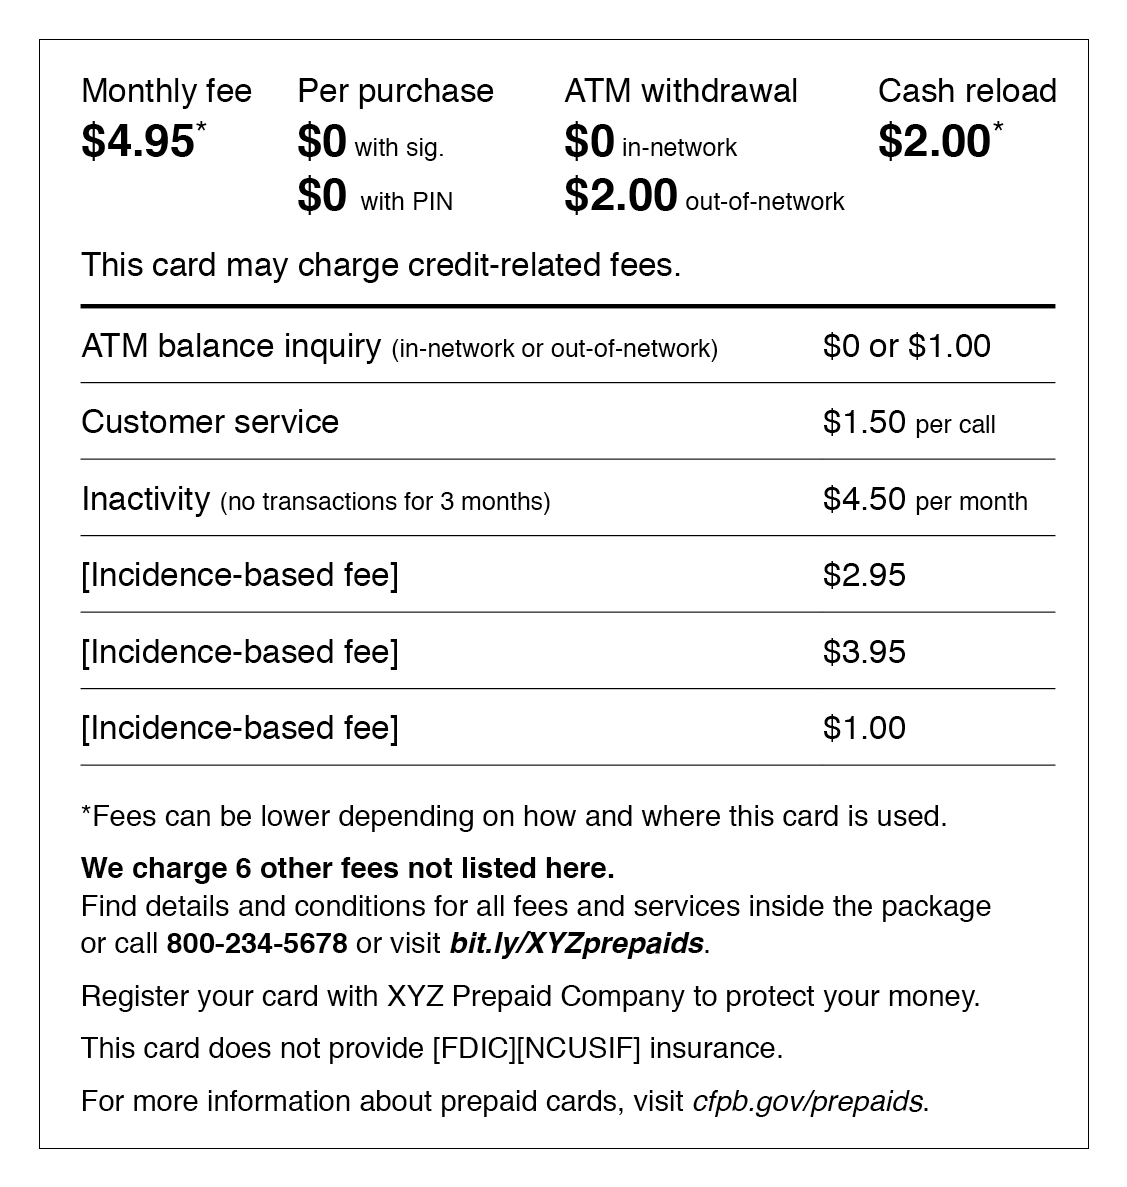 Monthly fee Per purchase ATM withdrawal Cash reload
$4.95* $0 with sig. $0 in-network $2.00*
$0 with PIN $2.00 out-of-network
This card may charge credit-related fees.
ATM balance inquiry (in-network or out-of-network) $0 or $1.00
Customer service $1.50 per call
Inactivity (no transactions for 3 months) $4.50 per month
[Incidence-based fee] $2.95
[Incidence-based fee] $3.95
[Incidence-based fee] $1.00
*Fees can be lower depending on how and where this card is used.
We charge 6 other fees not listed here.
Find details and conditions for all fees and services inside the package
or call 800-234-5678 or visit bit.ly/XYZprepaids.
Register your card with XYZ Prepaid Company to protect your money.
This card does not provide [FDIC][NCUSIF] insurance.
For more information about prepaid cards, visit cfpb.gov/prepaids.